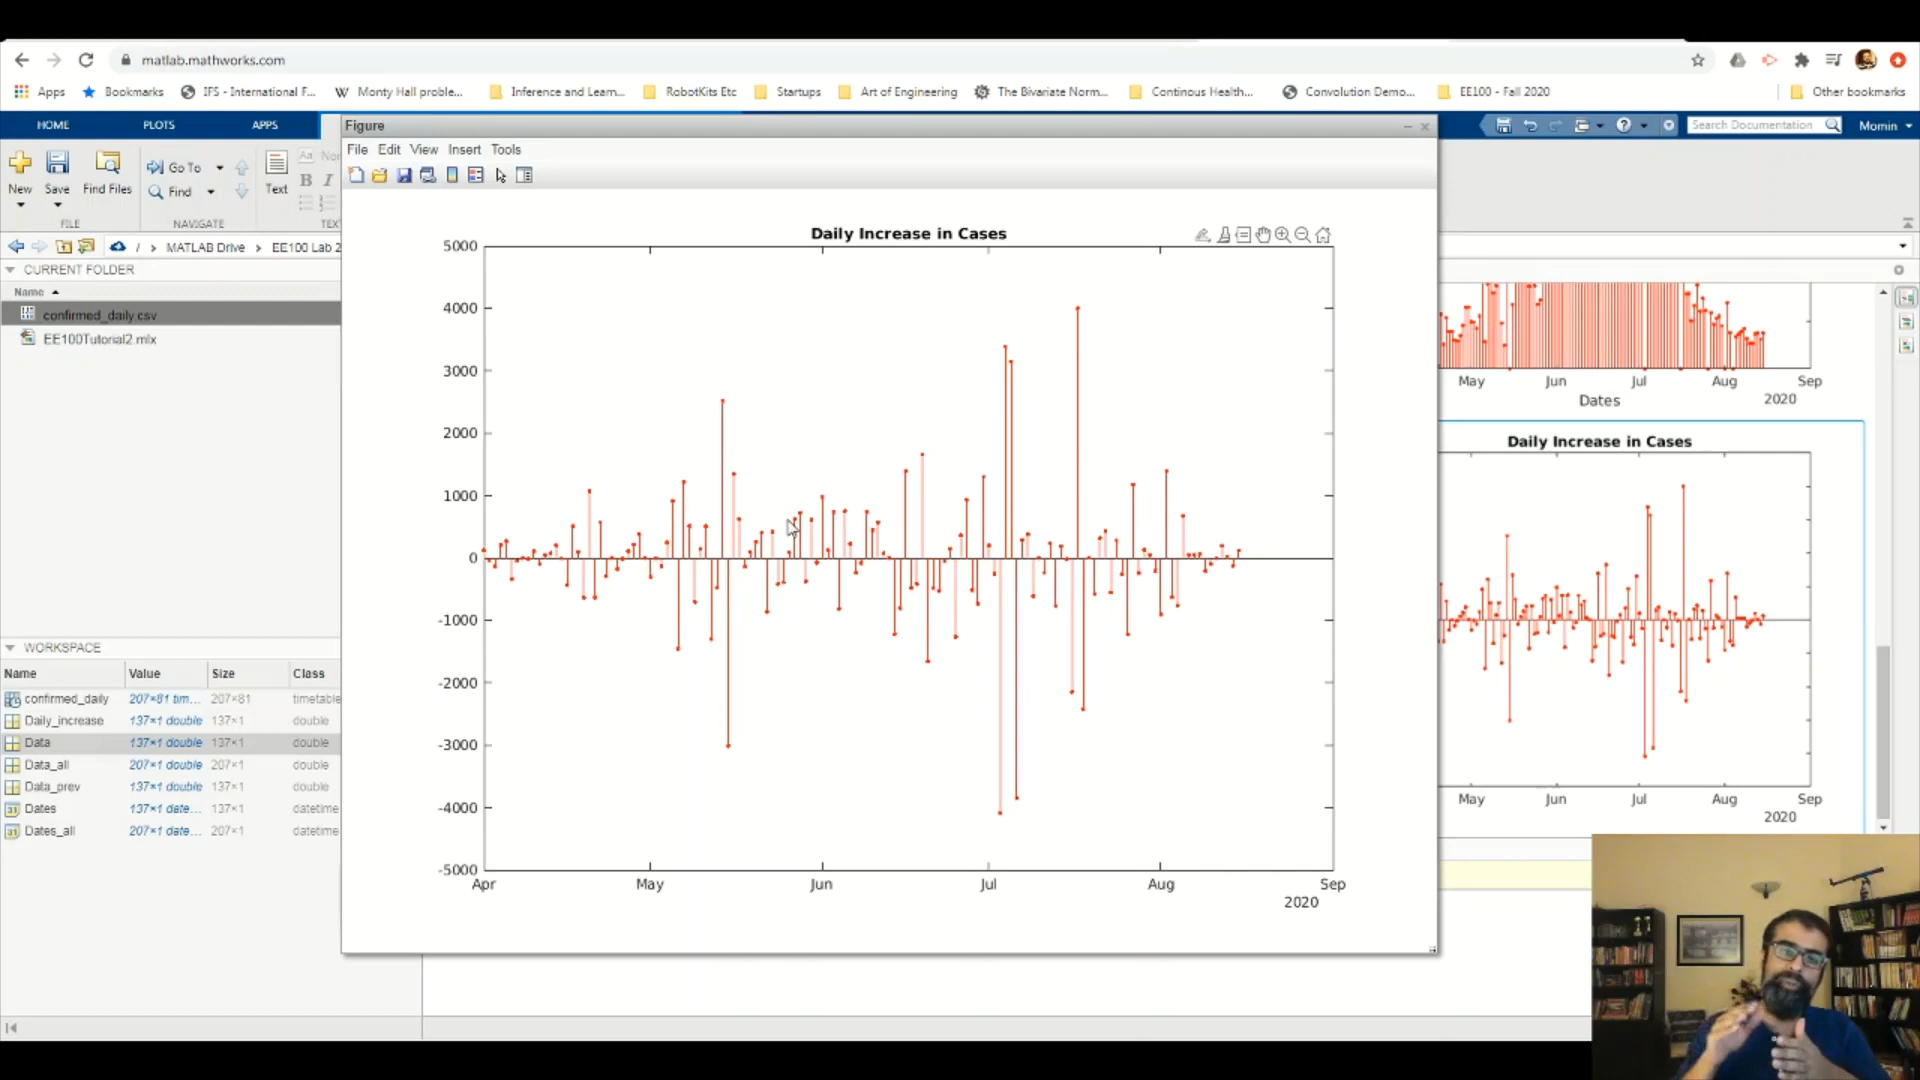 matlab.mathworks.com
Apps Bookmarks IFS - International F... Monty Hall proble... Inference and Learn... RobotKits Etc Startups Art of Engineering The Bivariate Norm... Continous Health... Convolution Demo... EE100 - Fall 2020 Other bookmarks
HOME PLOTS APPS
Search Documentation Momin
Figure
File Edit View Insert Tools
New Save Find Files Go To Find Text B I
FILE NAVIGATE TEX
/ > MATLAB Drive > EE100 Lab 2
CURRENT FOLDER
Name
confirmed_daily.csv
EE100Tutorial2.mlx
WORKSPACE
Name Value Size Class
confirmed_daily 207×81 tim... 207×81 timetable
Daily_increase 137×1 double 137×1 double
Data 137×1 double 137×1 double
Data_all 207×1 double 207×1 double
Data_prev 137×1 double 137×1 double
Dates 137×1 date... 137×1 datetime
Dates_all 207×1 date... 207×1 datetime
Daily Increase in Cases
5000
4000
3000
2000
1000
0
-1000
-2000
-3000
-4000
-5000
Apr May Jun Jul Aug Sep
2020
May Jun Jul Aug Sep
2020
Dates
Daily Increase in Cases
May Jun Jul Aug Sep
2020